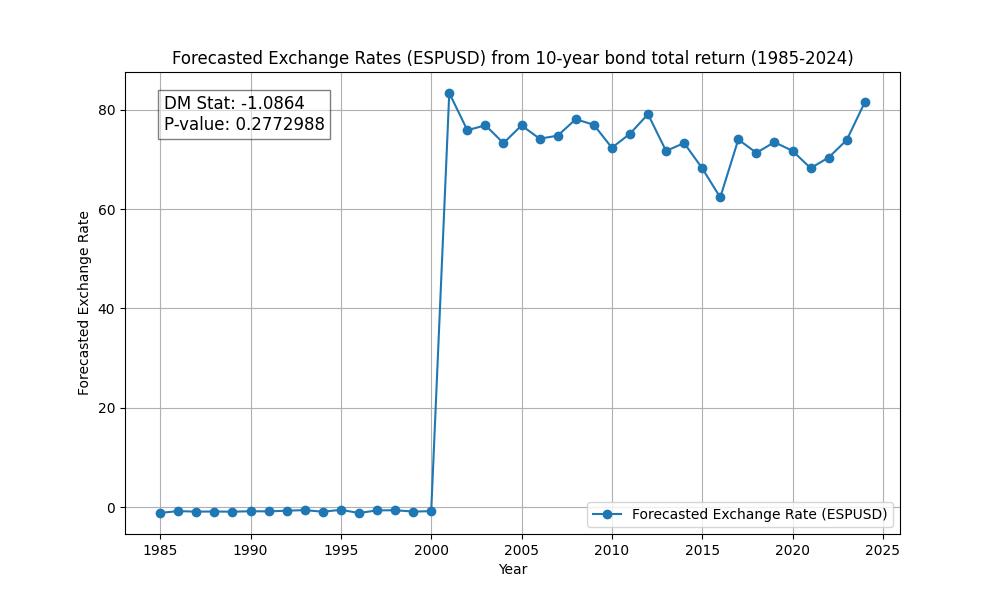 Forecasted Exchange Rates (ESPUSD) from 10-year bond total return (1985-2024)
DM Stat: -1.0864
P-value: 0.2772988
Forecasted Exchange Rate
80
60
40
20
0
Forecasted Exchange Rate (ESPUSD)
1985 1990 1995 2000 2005 2010 2015 2020 2025
Year